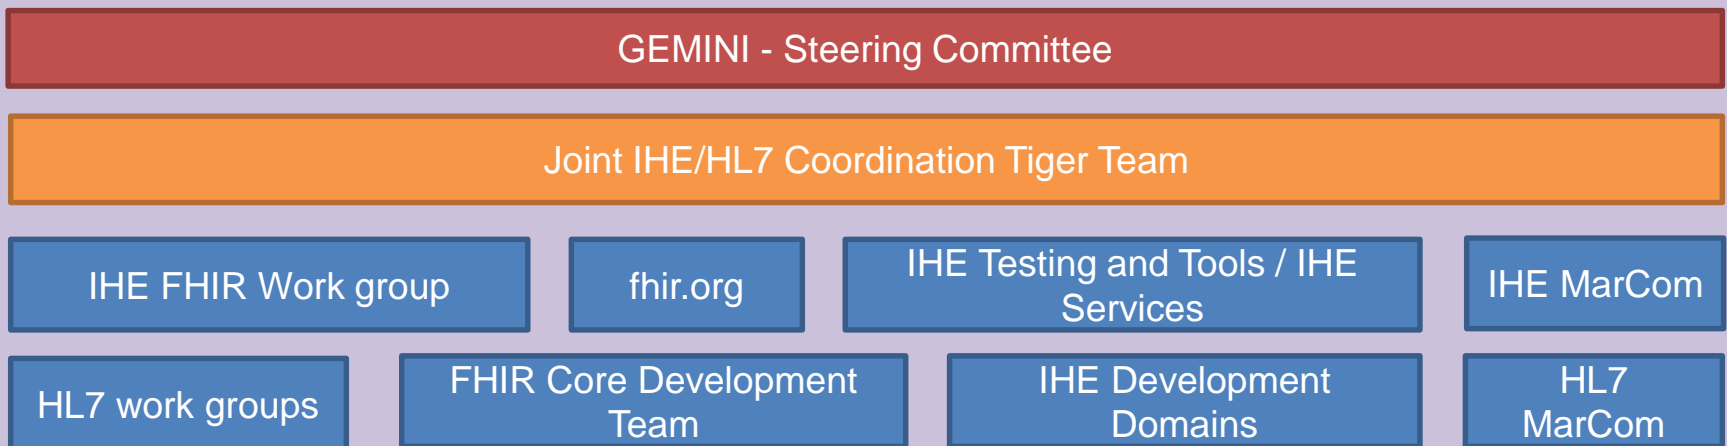 GEMINI - Steering Committee
Joint IHE/HL7 Coordination Tiger Team
IHE FHIR Work group
fhir.org
IHE Testing and Tools / IHE
Services
IHE MarCom
HL7 work groups
FHIR Core Development
Team
IHE Development
Domains
HL7
MarCom